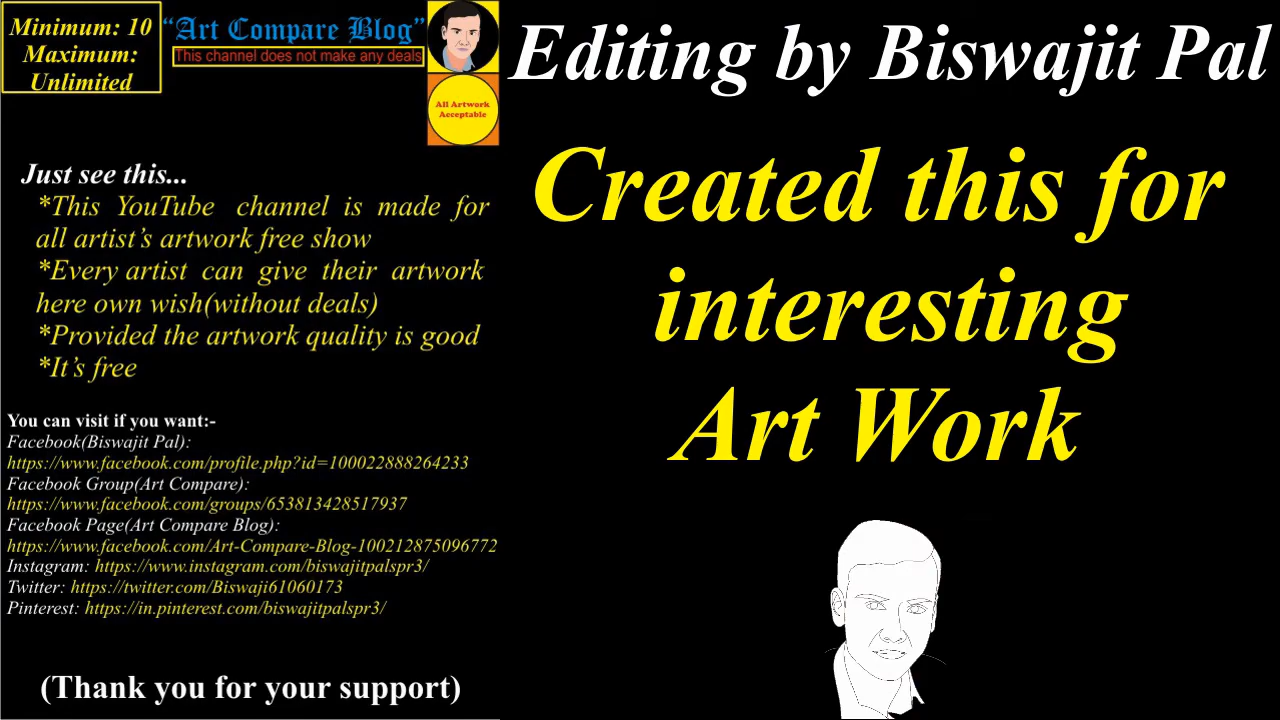 Minimum: 10
Maximum:
Unlimited
“Art Compare Blog”
This channel does not make any deals
All Artwork
Acceptable
Just see this...
*This YouTube channel is made for
all artist’s artwork free show
*Every artist can give their artwork
here own wish(without deals)
*Provided the artwork quality is good
*It’s free
You can visit if you want:-
Facebook(Biswajit Pal):
https://www.facebook.com/profile.php?id=100022888264233
Facebook Group(Art Compare):
https://www.facebook.com/groups/653813428517937
Facebook Page(Art Compare Blog):
https://www.facebook.com/Art-Compare-Blog-100212875096772
Instagram: https://www.instagram.com/biswajitpalspr3/
Twitter: https://twitter.com/Biswaji61060173
Pinterest: https://in.pinterest.com/biswajitpalspr3/
(Thank you for your support)
Editing by Biswajit Pal
Created this for
interesting
Art Work